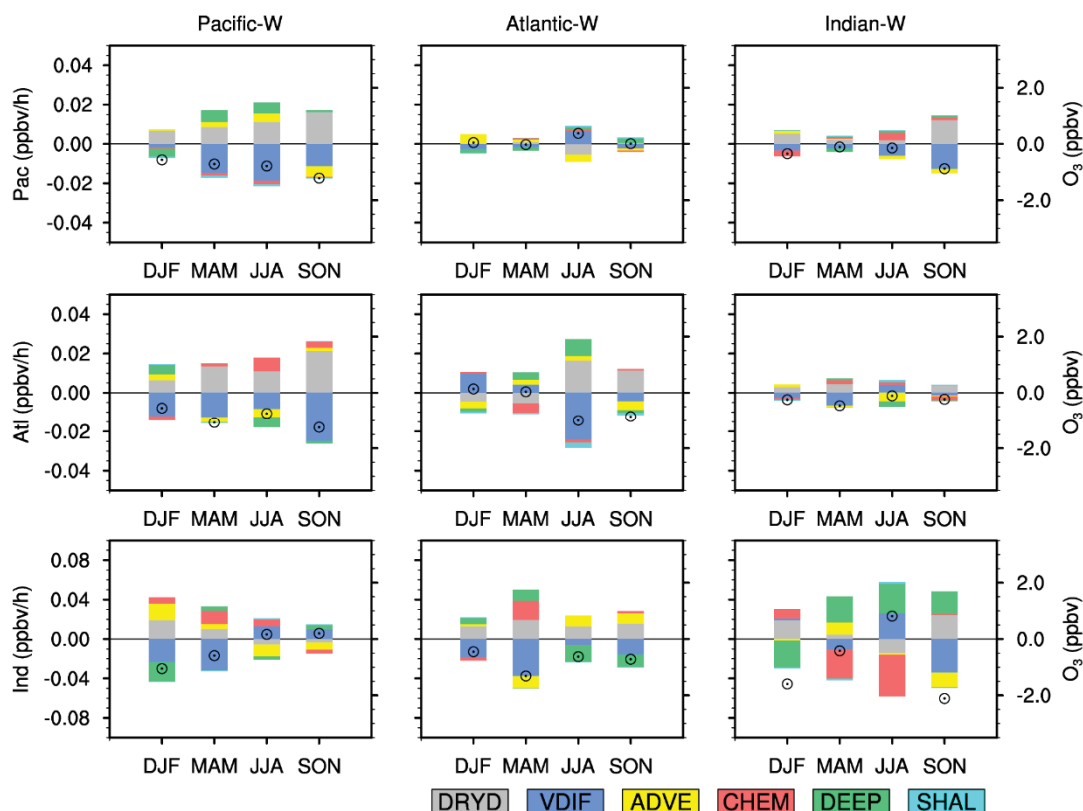 Pacific-W Atlantic-W Indian-W
Pac (ppbv/h)
0.04
0.02
0.00
-0.02
-0.04
2.0
0.0
-2.0
O3 (ppbv)
DJF MAM JJA SON DJF MAM JJA SON DJF MAM JJA SON
Atl (ppbv/h)
0.04
0.02
0.00
-0.02
-0.04
2.0
0.0
-2.0
O3 (ppbv)
DJF MAM JJA SON DJF MAM JJA SON DJF MAM JJA SON
Ind (ppbv/h)
0.08
0.04
0.00
-0.04
-0.08
2.0
0.0
-2.0
O3 (ppbv)
DJF MAM JJA SON DJF MAM JJA SON DJF MAM JJA SON
DRYD VDIF ADVE CHEM DEEP SHAL